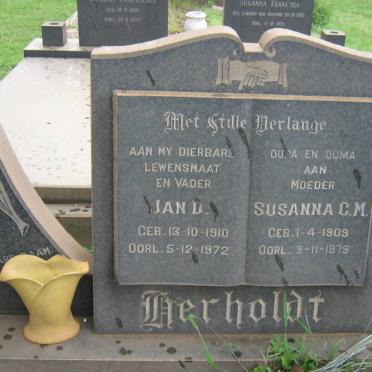 SUSANNA FRANCINA
Met Stille Verlange
AAN MY DIERBARE
LEWENSMAAT
EN VADER
JAN D.
GEB. 13-10-1910
OORL. 5-12-1972
OUPA EN OUMA
AAN
MOEDER
SUSANNA C.M.
GEB. 1-4-1909
OORL. 9-11-1979
Herholdt